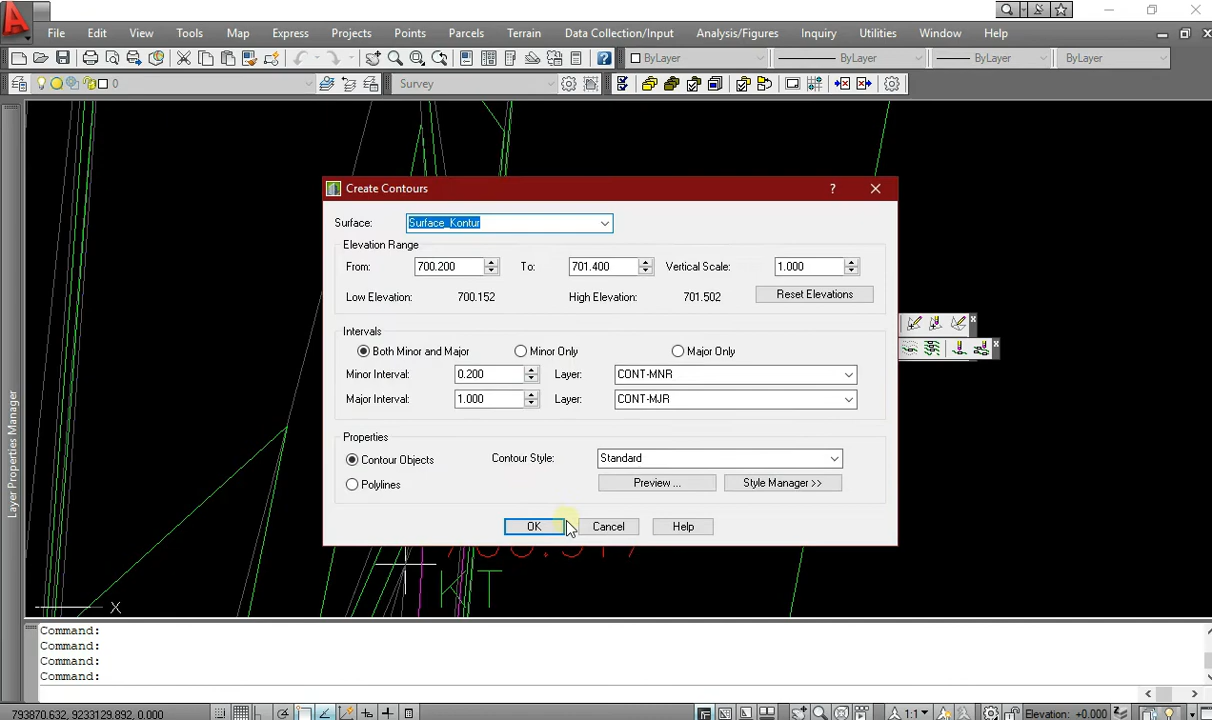 File Edit View Tools Map Express Projects Points Parcels Terrain Data Collection/Input Analysis/Figures Inquiry Utilities Window Help
ByLayer ByLayer ByLayer ByLayer
0 Survey
Create Contours
Surface: Surface_Kontur
Elevation Range
From: 700.200 To: 701.400 Vertical Scale: 1.000
Low Elevation: 700.152 High Elevation: 701.502 Reset Elevations
Intervals
Both Minor and Major Minor Only Major Only
Minor Interval: 0.200 Layer: CONT-MNR
Major Interval: 1.000 Layer: CONT-MJR
Properties
Contour Objects Contour Style: Standard
Polylines Preview ... Style Manager >>
OK Cancel Help
KT
X
Layer Properties Manager
Command:
Command:
Command:
Command:
793870.632, 9233129.892, 0.000 1:1 Elevation: +0.000